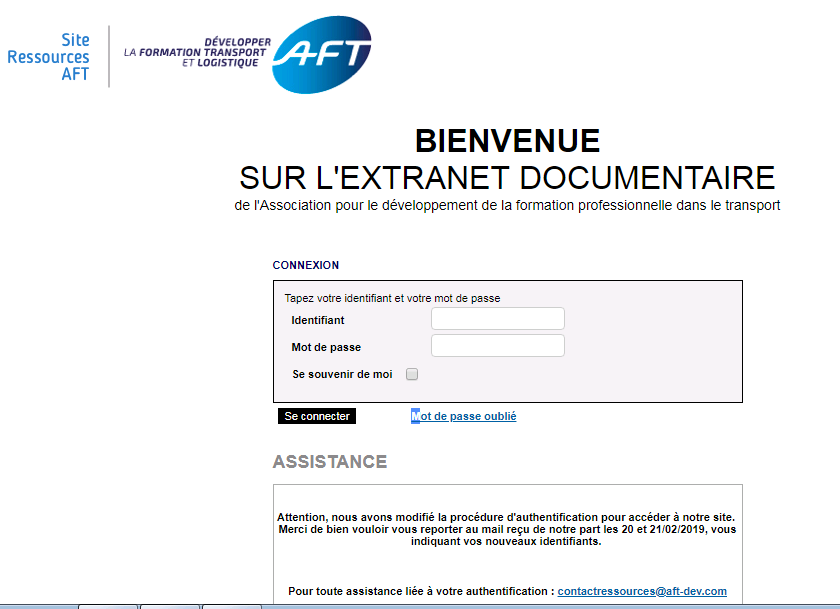 Site
Ressources
AFT
DÉVELOPPER
LA FORMATION TRANSPORT
ET LOGISTIQUE
AFT
BIENVENUE
SUR L'EXTRANET DOCUMENTAIRE
de l'Association pour le développement de la formation professionnelle dans le transport
CONNEXION
Tapez votre identifiant et votre mot de passe
Identifiant
Mot de passe
Se souvenir de moi
Se connecter
Mot de passe oublié
ASSISTANCE
Attention, nous avons modifié la procédure d'authentification pour accéder à notre site.
Merci de bien vouloir vous reporter au mail reçu de notre part les 20 et 21/02/2019, vous
indiquant vos nouveaux identifiants.
Pour toute assistance liée à votre authentification : contactressources@aft-dev.com